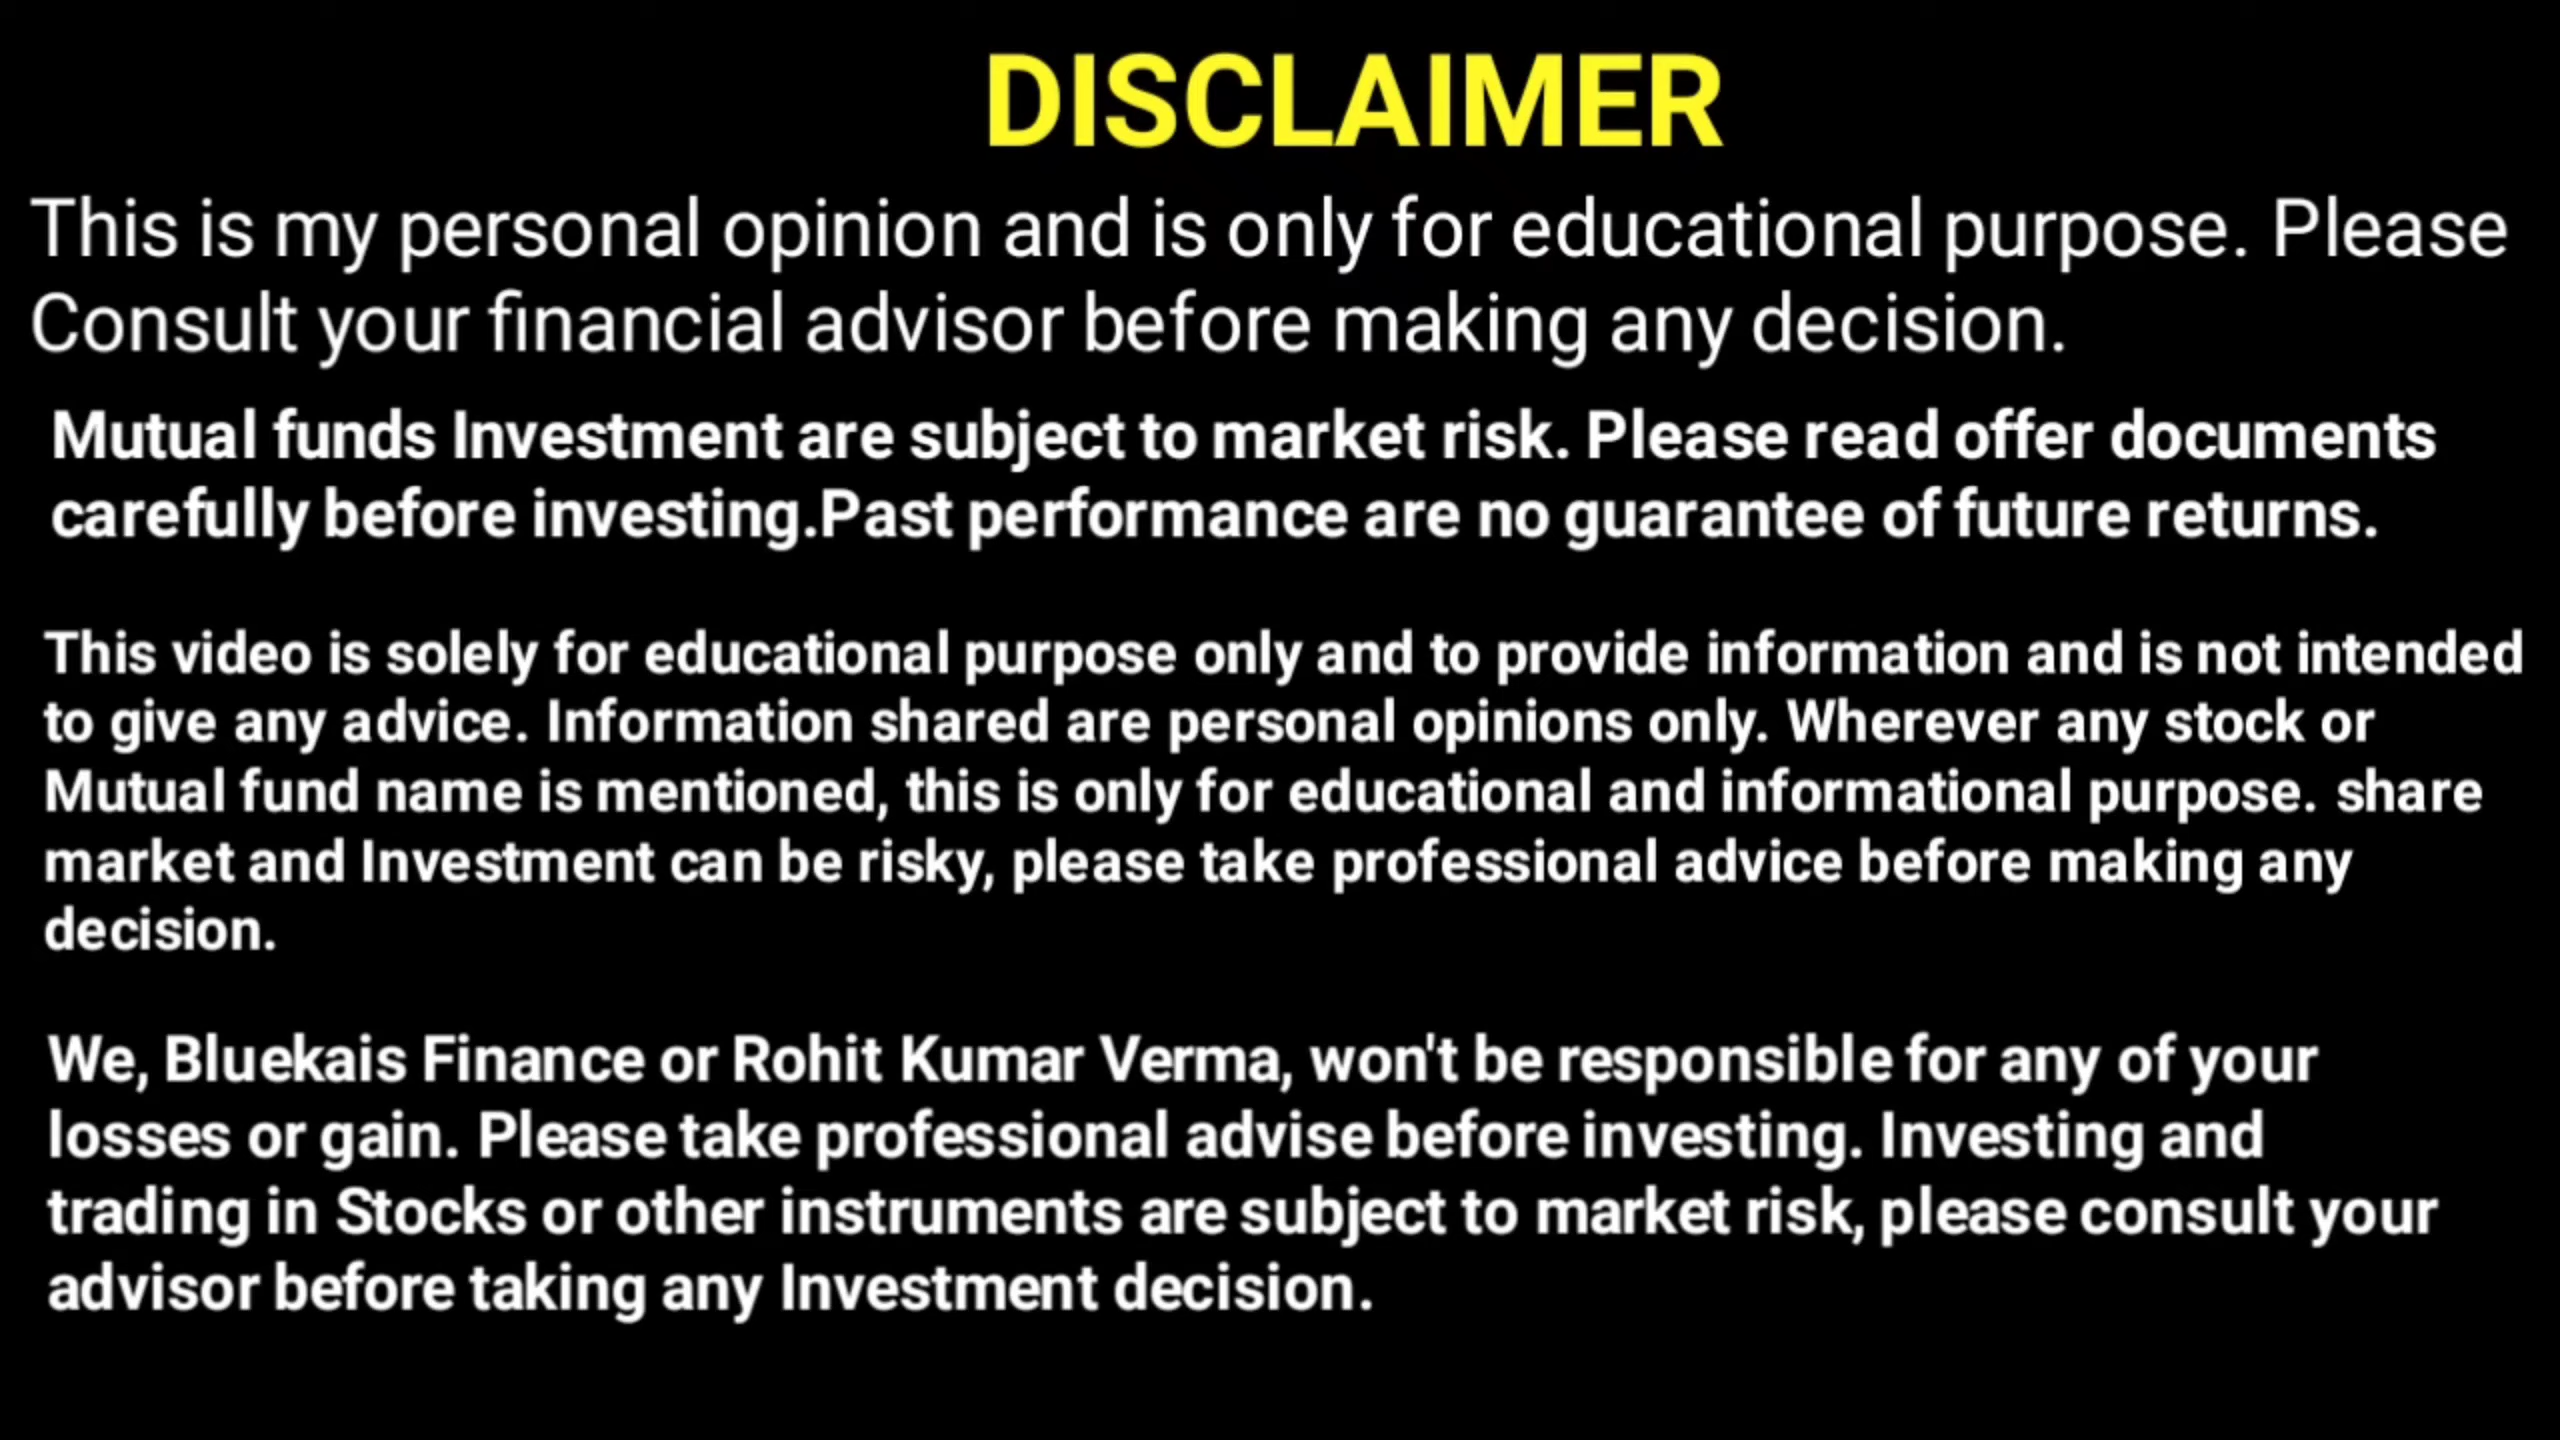 DISCLAIMER
This is my personal opinion and is only for educational purpose. Please
Consult your financial advisor before making any decision.
Mutual funds Investment are subject to market risk. Please read offer documents
carefully before investing.Past performance are no guarantee of future returns.
This video is solely for educational purpose only and to provide information and is not intended
to give any advice. Information shared are personal opinions only. Wherever any stock or
Mutual fund name is mentioned, this is only for educational and informational purpose. share
market and Investment can be risky, please take professional advice before making any
decision.
We, Bluekais Finance or Rohit Kumar Verma, won't be responsible for any of your
losses or gain. Please take professional advise before investing. Investing and
trading in Stocks or other instruments are subject to market risk, please consult your
advisor before taking any Investment decision.